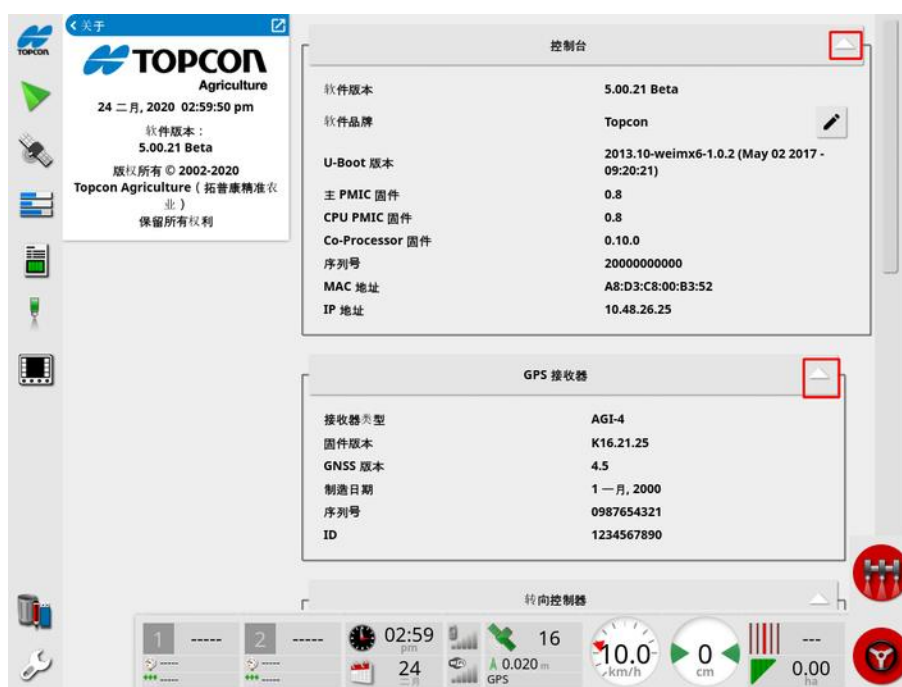 TOPCON
关于
TOPCON
Agriculture
24 二月, 2020 02:59:50 pm
软件版本：
5.00.21 Beta
版权所有 © 2002-2020
Topcon Agriculture（拓普康精准农
业）
保留所有权利
控制台
软件版本 5.00.21 Beta
软件品牌 Topcon
U-Boot 版本 2013.10-weimx6-1.0.2 (May 02 2017 -
09:20:21)
主 PMIC 固件 0.8
CPU PMIC 固件 0.8
Co-Processor 固件 0.10.0
序列号 20000000000
MAC 地址 A8:D3:C8:00:B3:52
IP 地址 10.48.26.25
GPS 接收器
接收器类型 AGI-4
固件版本 K16.21.25
GNSS 版本 4.5
制造日期 1 一月, 2000
序列号 0987654321
ID 1234567890
转向控制器
1 ----- 2 ----- 02:59 16 10.0 0 ---
pm km/h cm
----- ----- 24 0.020 m 0.00
----- ----- 二月 GPS ha